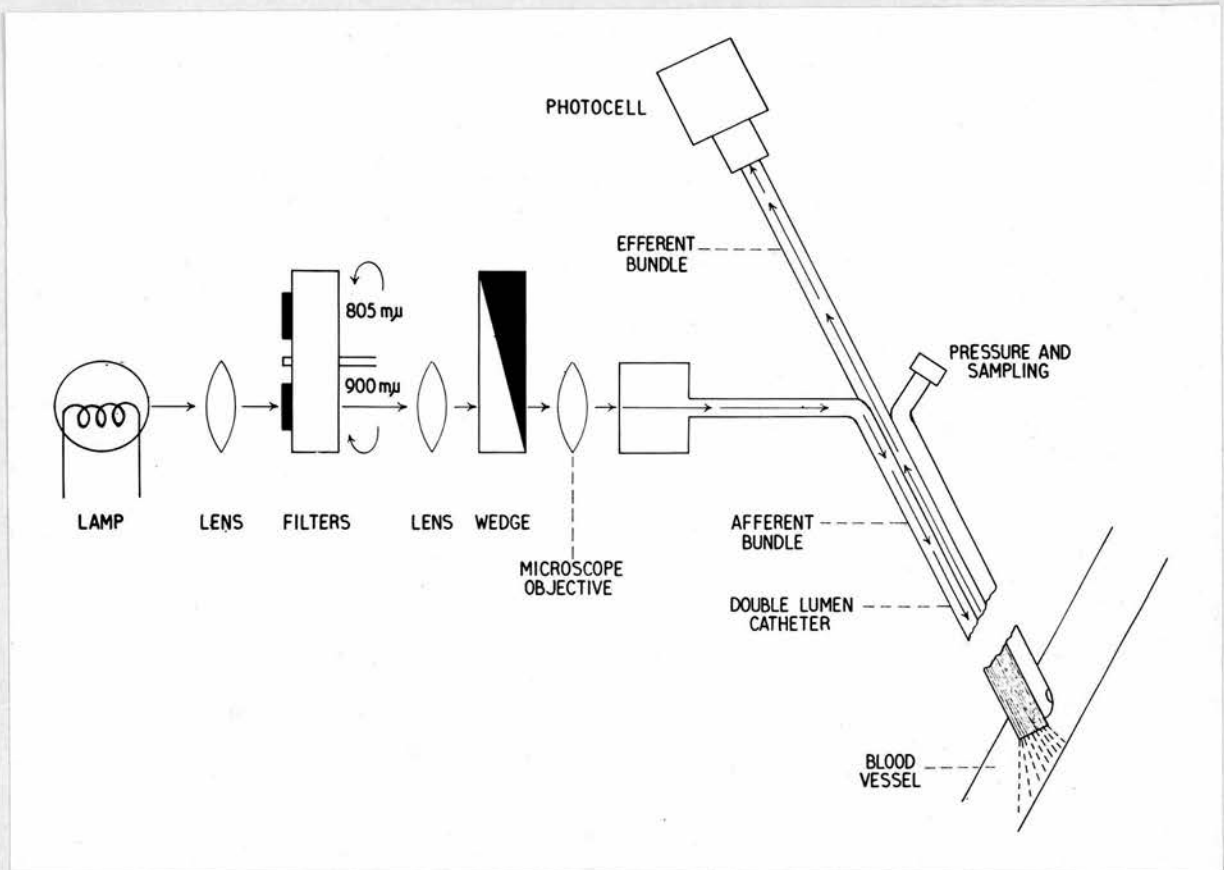 PHOTOCELL
EFFERENT
BUNDLE
805 mµ
900 mµ
PRESSURE AND
SAMPLING
LAMP
LENS
FILTERS
LENS
WEDGE
MICROSCOPE
OBJECTIVE
AFFERENT
BUNDLE
DOUBLE LUMEN
CATHETER
BLOOD
VESSEL